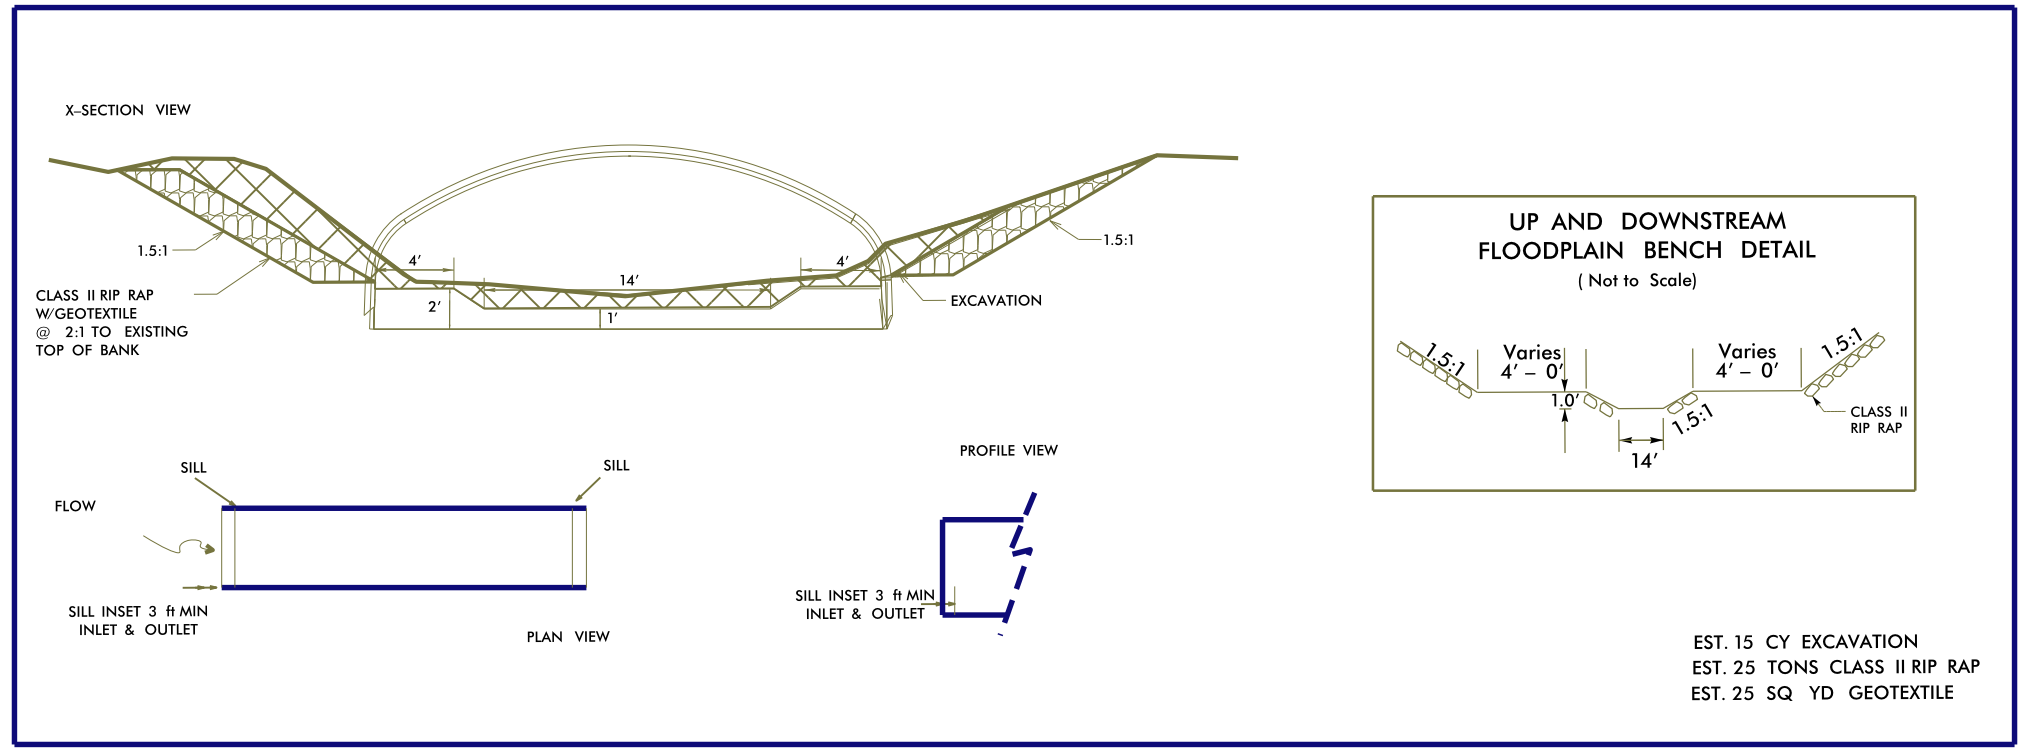 X-SECTION VIEW
1.5:1
CLASS II RIP RAP
W/GEOTEXTILE
@ 2:1 TO EXISTING
TOP OF BANK
4'
14'
4'
2'
1'
1.5:1
EXCAVATION
UP AND DOWNSTREAM
FLOODPLAIN BENCH DETAIL
( Not to Scale)
1.5:1
Varies
4' - 0'
1.0'
Varies
4' - 0'
1.5:1
1.5:1
14'
CLASS II
RIP RAP
SILL
SILL
FLOW
SILL INSET 3 ft MIN
INLET & OUTLET
PLAN VIEW
PROFILE VIEW
SILL INSET 3 ft MIN
INLET & OUTLET
EST. 15 CY EXCAVATION
EST. 25 TONS CLASS II RIP RAP
EST. 25 SQ YD GEOTEXTILE